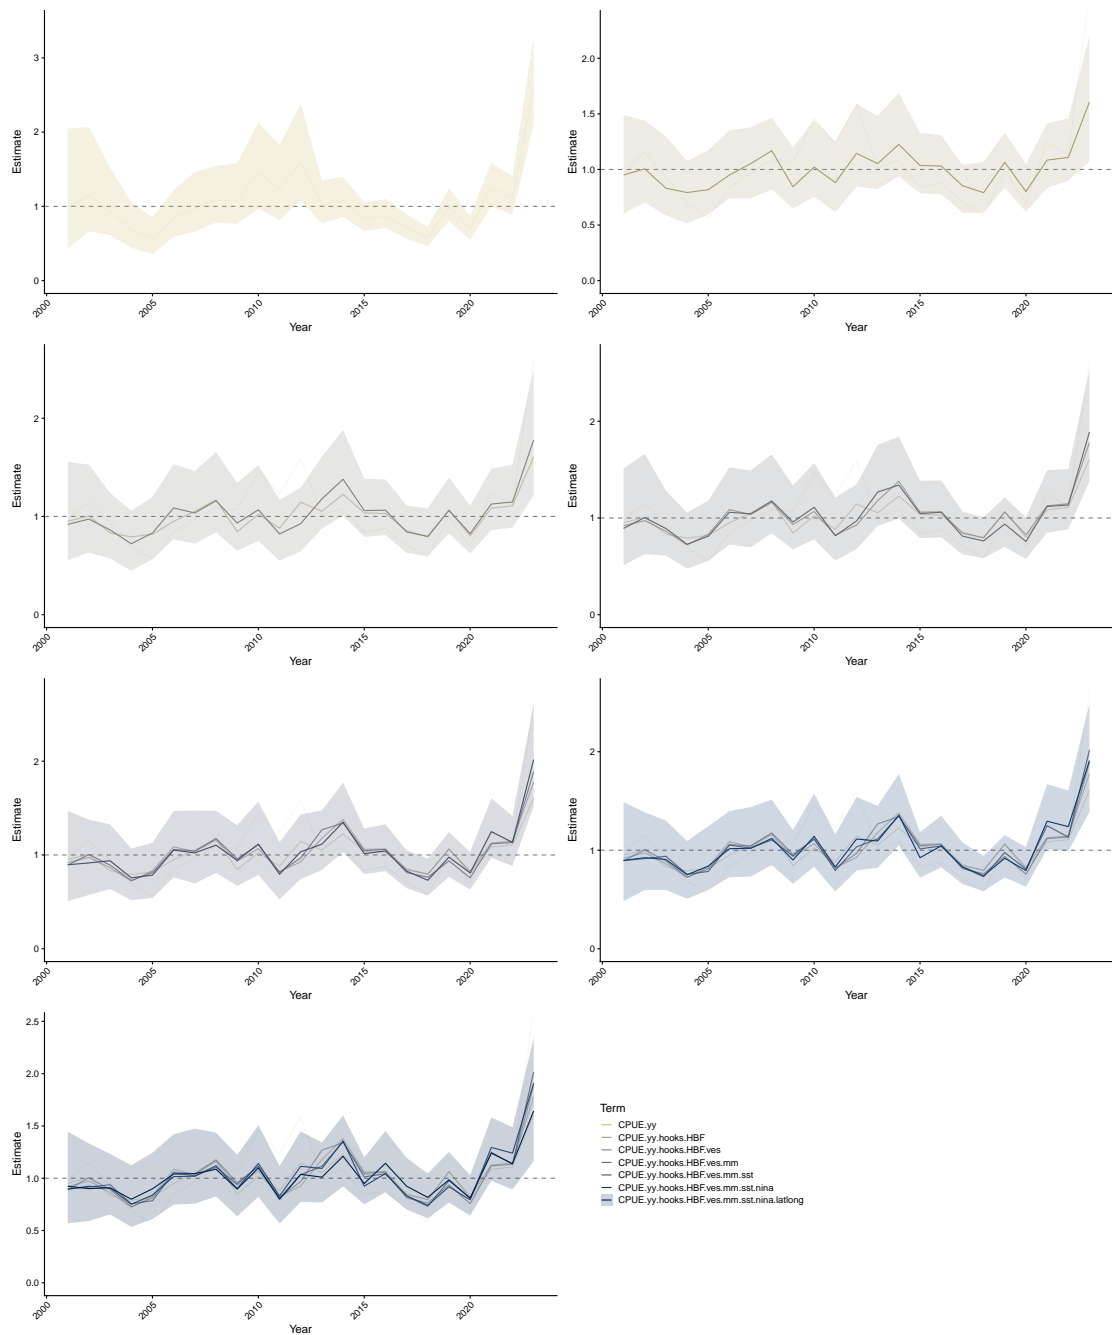 3
2
1
0
Estimate
2000
2005
2010
2015
2020
Year
2.0
1.5
1.0
0.5
0.0
Estimate
2000
2005
2010
2015
2020
Year
2
1
0
Estimate
2000
2005
2010
2015
2020
Year
2
1
0
Estimate
2000
2005
2010
2015
2020
Year
2
1
0
Estimate
2000
2005
2010
2015
2020
Year
2
1
0
Estimate
2000
2005
2010
2015
2020
Year
2.5
2.0
1.5
1.0
0.5
0.0
Estimate
2000
2005
2010
2015
2020
Year
Term
CPUE.yy
CPUE.yy.hooks.HBF
CPUE.yy.hooks.HBF.ves
CPUE.yy.hooks.HBF.ves.mm
CPUE.yy.hooks.HBF.ves.mm.sst
CPUE.yy.hooks.HBF.ves.mm.sst.nina
CPUE.yy.hooks.HBF.ves.mm.sst.nina.latlong